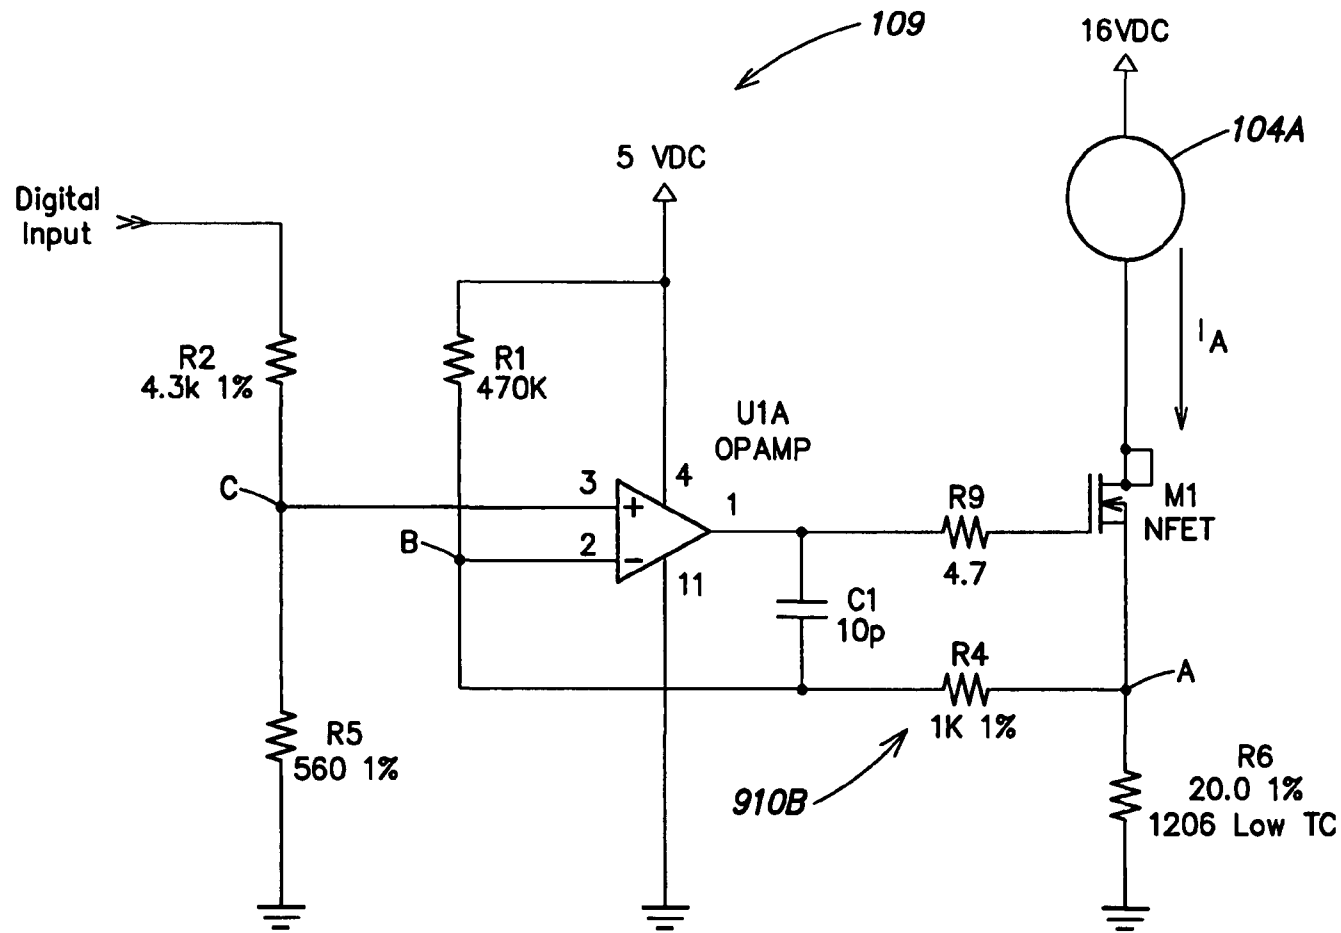 109
16VDC
104A
5 VDC
Digital
Input
I A
R2
4.3k 1%
R1
470K
U1A
OPAMP
C
3
4
1
R9
M1
NFET
B
2
11
4.7
C1
10p
R4
A
1K 1%
R5
560 1%
910B
R6
20.0 1%
1206 Low TC